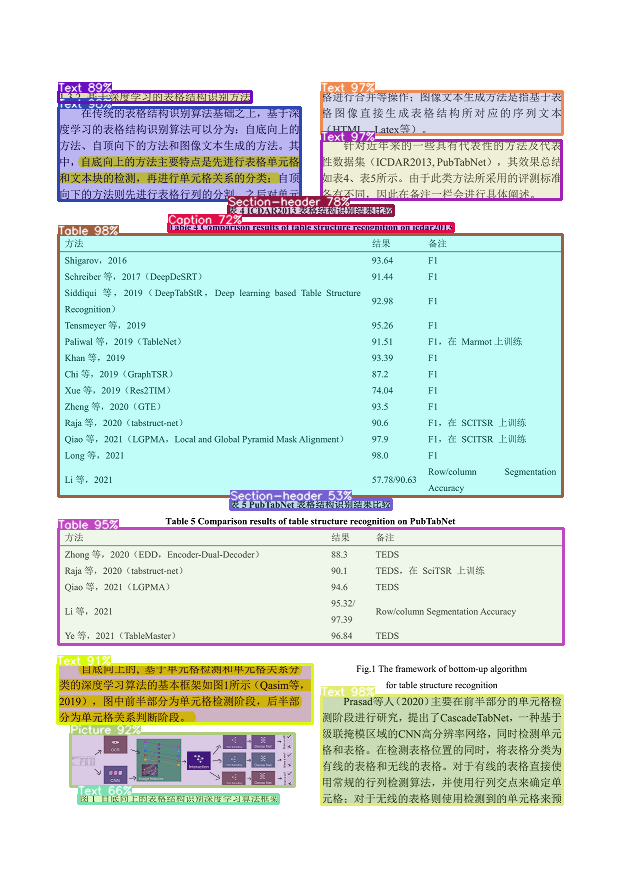 Text 89%
1.3.2 基于深度学习的表格结构识别方法
在传统的表格结构识别算法基础之上，基于深
度学习的表格结构识别算法可以分为：自底向上的
方法、自顶向下的方法和图像文本生成方法。其
中，自底向上的方法主要特点是先进行表格单元格
和文本块的检测，再进行单元格关系的分类；自顶
向下的方法则先进行表格行列的分割，之后对单元
Text 97%
格进行合并等操作；图像文本生成方法是指基于表
格图像直接生成表格结构所对应的序列文本
（HTML、Latex等）。
Text 97%
针对近年来的一些具有代表性的方法及代表
性数据集（ICDAR2013, PubTabNet），其效果总结
如表4、表5所示。由于此类方法所采用的评测标准
各有不同，因此在备注一栏会进行具体阐述。
Section-header 78%
表 4 ICDAR2013 表格结构识别结果比较
Caption 72%
Table 4 Comparison results of table structure recognition on icdar2013
Table 98%
方法 结果 备注
Shigarov，2016 93.64 F1
Schreiber 等，2017（DeepDeSRT） 91.44 F1
Siddiqui 等，2019（DeepTabStR，Deep learning based Table Structure
Recognition） 92.98 F1
Tensmeyer 等，2019 95.26 F1
Paliwal 等，2019（TableNet） 91.51 F1，在 Marmot 上训练
Khan 等，2019 93.39 F1
Chi 等，2019（GraphTSR） 87.2 F1
Xue 等，2019（Res2TIM） 74.04 F1
Zheng 等，2020（GTE） 93.5 F1
Raja 等，2020（tabstruct-net） 90.6 F1，在 SCITSR 上训练
Qiao 等，2021（LGPMA，Local and Global Pyramid Mask Alignment） 97.9 F1，在 SCITSR 上训练
Long 等，2021 98.0 F1
Li 等，2021 57.78/90.63 Row/column Segmentation
Accuracy
Section-header 53%
表 5 PubTabNet 表格结构识别结果比较
Table 5 Comparison results of table structure recognition on PubTabNet
Table 95%
方法 结果 备注
Zhong 等，2020（EDD，Encoder-Dual-Decoder） 88.3 TEDS
Raja 等，2020（tabstruct-net） 90.1 TEDS，在 SciTSR 上训练
Qiao 等，2021（LGPMA） 94.6 TEDS
Li 等，2021 95.32/
97.39 Row/column Segmentation Accuracy
Ye 等，2021（TableMaster） 96.84 TEDS
Text 91%
自底向上的、基于单元格检测和单元格关系分
类的深度学习算法的基本框架如图1所示（Qasim等，
2019），图中前半部分为单元格检测阶段，后半部
分为单元格关系判断阶段。
Picture 92%
OCR
CNN
Text 66%
图 1 自底向上的表格结构识别深度学习算法框架
Fig.1 The framework of bottom-up algorithm
for table structure recognition
Text 98%
Prasad等人（2020）主要在前半部分的单元格检
测阶段进行研究，提出了CascadeTabNet，一种基于
级联掩模区域的CNN高分辨率网络，同时检测单元
格和表格。在检测表格位置的同时，将表格分类为
有线的表格和无线的表格。对于有线的表格直接使
用常规的行列检测算法，并使用行列交点来确定单
元格；对于无线的表格则使用检测到的单元格来预